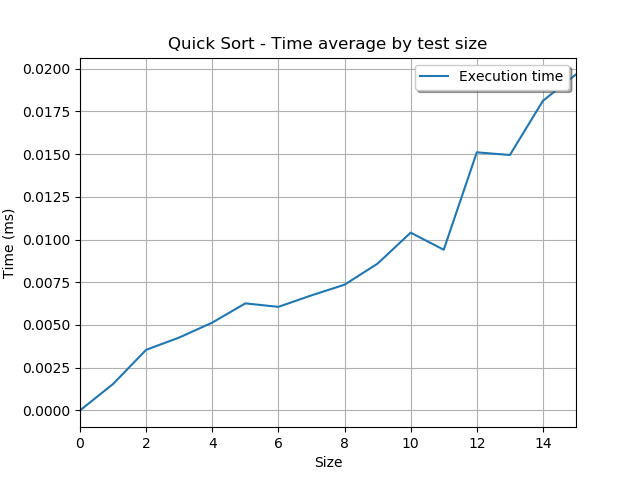 Quick Sort - Time average by test size
Execution time
0.0200
0.0175
0.0150
0.0125
0.0100
0.0075
0.0050
0.0025
0.0000
Time (ms)
0 2 4 6 8 10 12 14
Size